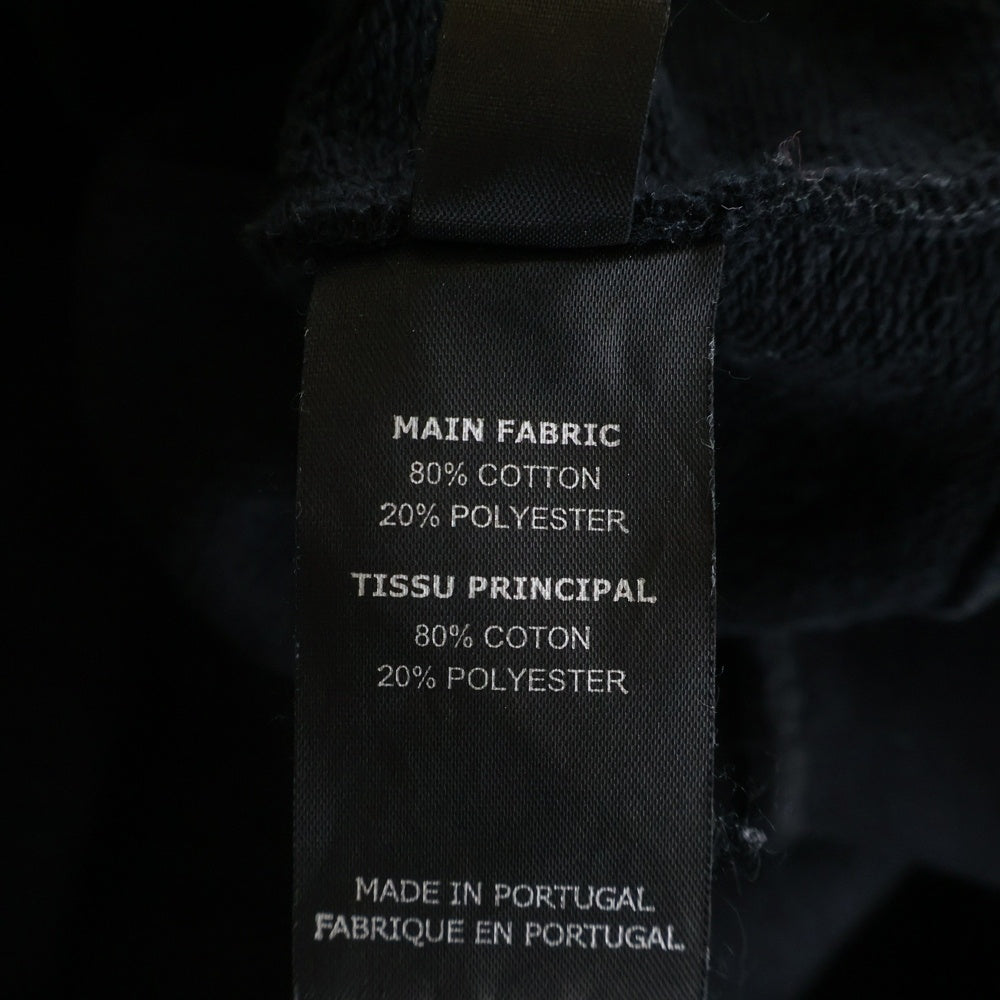 MAIN FABRIC
80% COTTON
20% POLYESTER
TISSU PRINCIPAL
80% COTON
20% POLYESTER
MADE IN PORTUGAL
FABRIQUE EN PORTUGAL